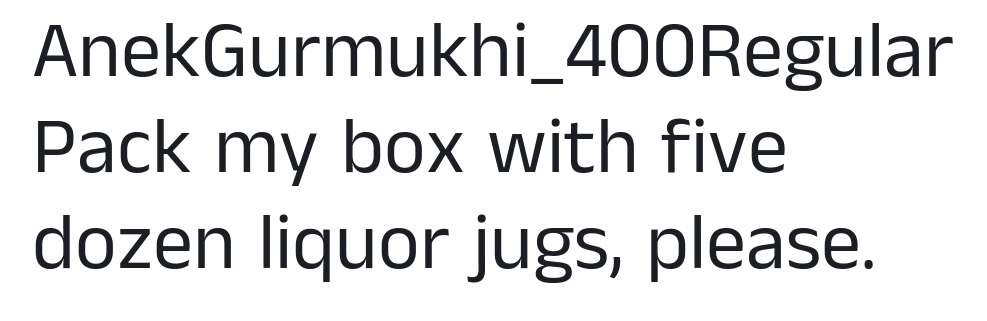 AnekGurmukhi_400Regular
Pack my box with five
dozen liquor jugs, please.